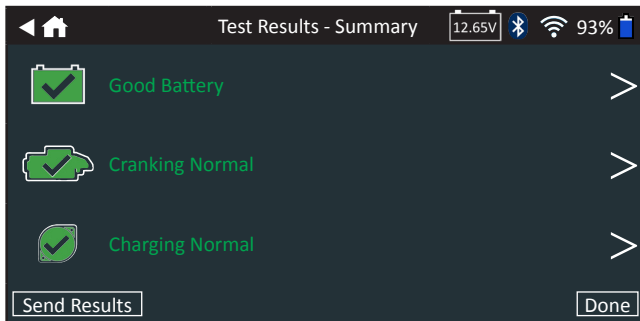 Test Results - Summary 12.65V 93%
Good Battery
Cranking Normal
Charging Normal
Send Results Done